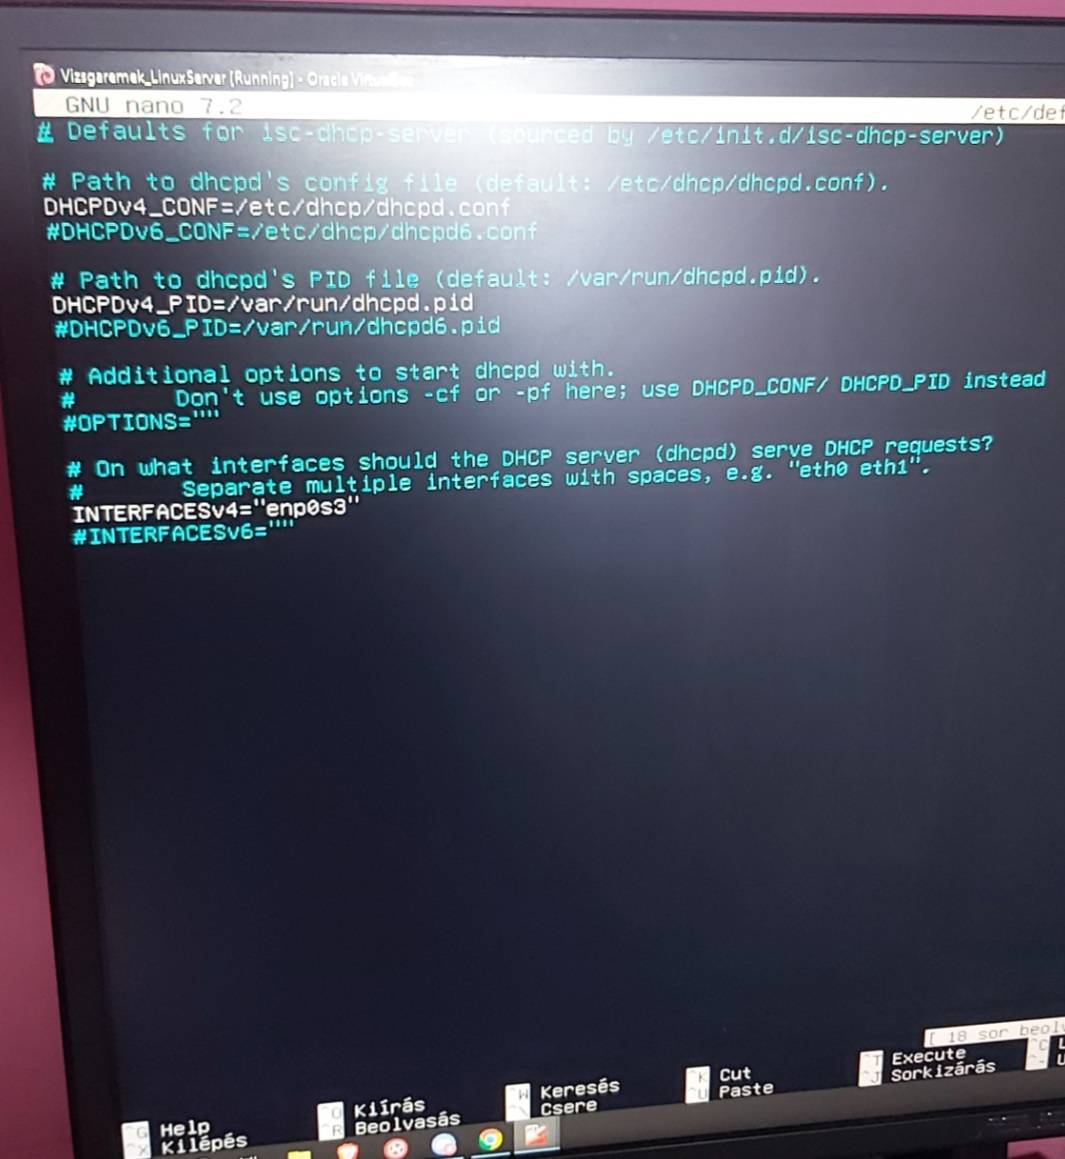 Vizsgaremek_LinuxServer [Running] - Oracle
GNU nano 7.2
/etc/def
# Defaults for isc-dhcp-server (sourced by /etc/init.d/isc-dhcp-server)
# Path to dhcpd's config file (default: /etc/dhcp/dhcpd.conf).
DHCPDv4_CONF=/etc/dhcp/dhcpd.conf
#DHCPDv6_CONF=/etc/dhcp/dhcpd6.conf
# Path to dhcpd's PID file (default: /var/run/dhcpd.pid).
DHCPDv4_PID=/var/run/dhcpd.pid
#DHCPDv6_PID=/var/run/dhcpd6.pid
# Additional options to start dhcpd with.
# Don't use options -cf or -pf here; use DHCPD_CONF/ DHCPD_PID instead
#OPTIONS=""
# On what interfaces should the DHCP server (dhcpd) serve DHCP requests?
# Separate multiple interfaces with spaces, e.g. "eth0 eth1".
INTERFACESv4="enp0s3"
#INTERFACESv6=""
[ 18 sor beol
^G Help
^O Kiírás
^W Keresés
^K Cut
^T Execute
^C
^X Kilépés
^R Beolvasás
^\ Csere
^U Paste
^J Sorkizárás